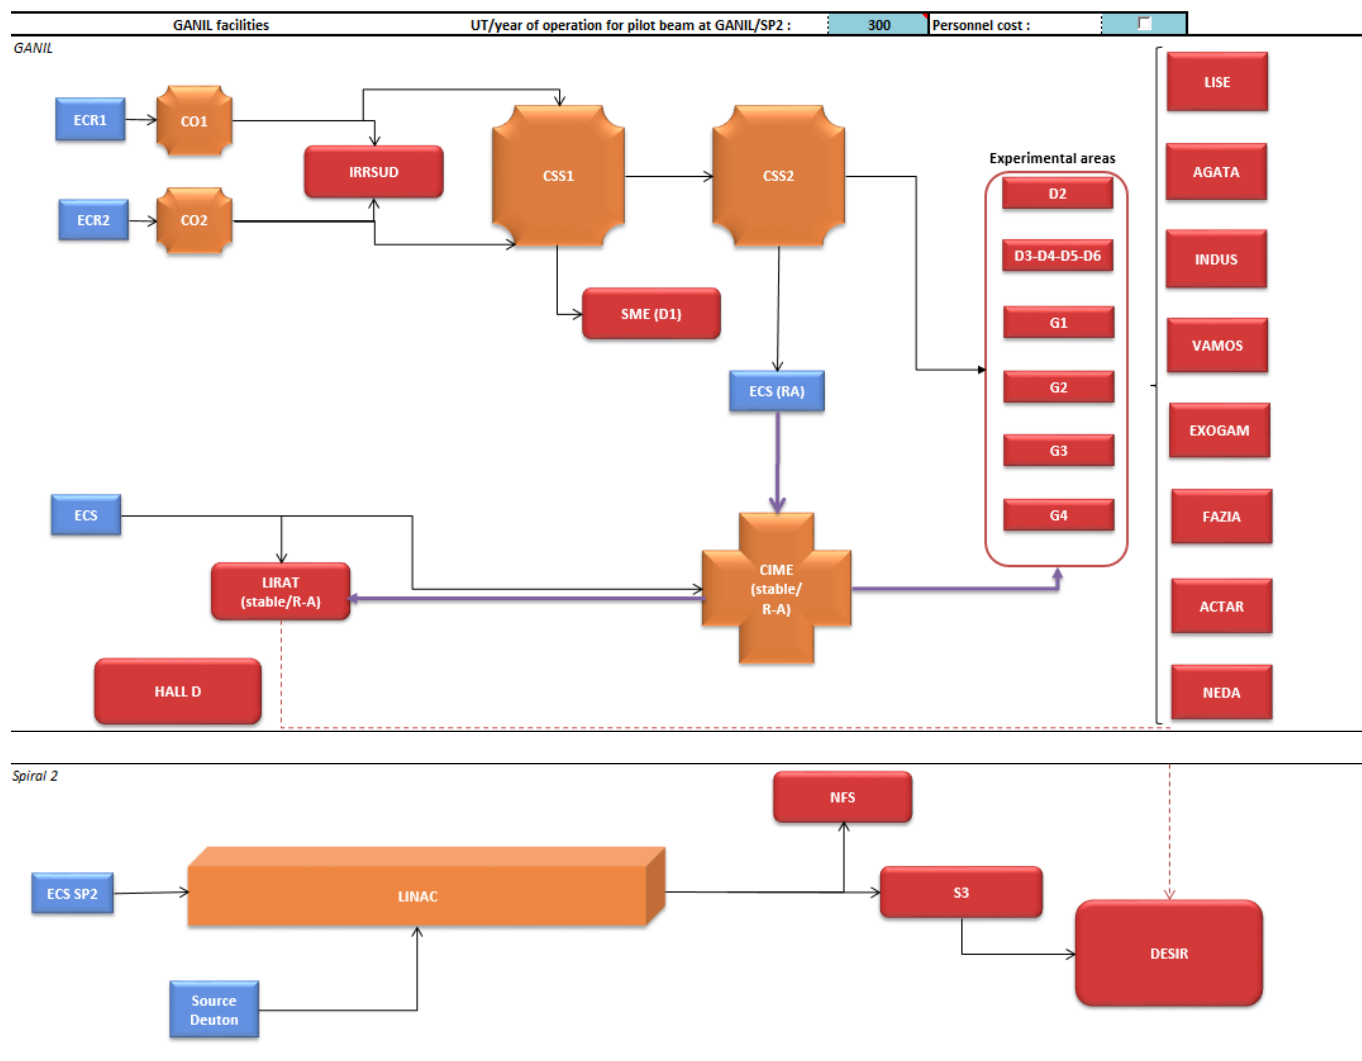 GANIL facilities
UT/year of operation for pilot beam at GANIL/SP2 :
300
Personnel cost :
GANIL
ECR1
CO1
IRRSUD
ECR2
CO2
CSS1
CSS2
SME (D1)
ECS (RA)
Experimental areas
D2
D3-D4-D5-D6
G1
G2
G3
G4
LISE
AGATA
INDUS
VAMOS
EXOGAM
FAZIA
ACTAR
NEDA
ECS
LIRAT
(stable/R-A)
CIME
(stable/
R-A)
HALL D
Spiral 2
NFS
ECS SP2
LINAC
S3
DESIR
Source
Deuton